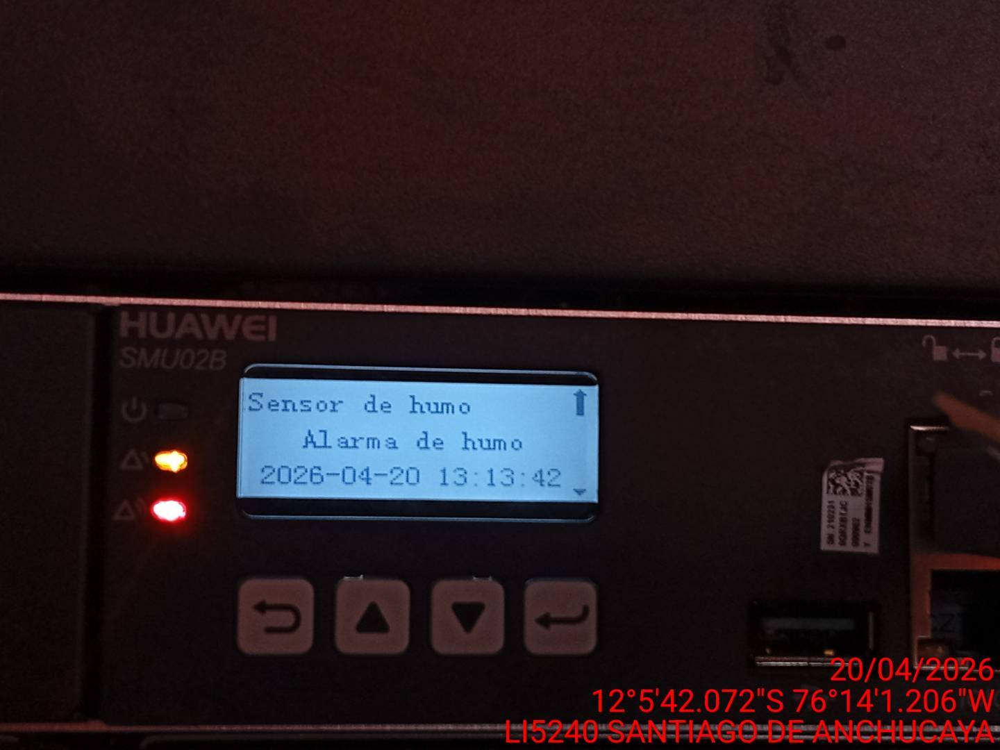 HUAWEI
SMU02B
Sensor de humo
Alarma de humo
2026-04-20 13:13:42
20/04/2026
12°5'42.072"S 76°14'1.206"W
LI5240 SANTIAGO DE ANCHUCAYA